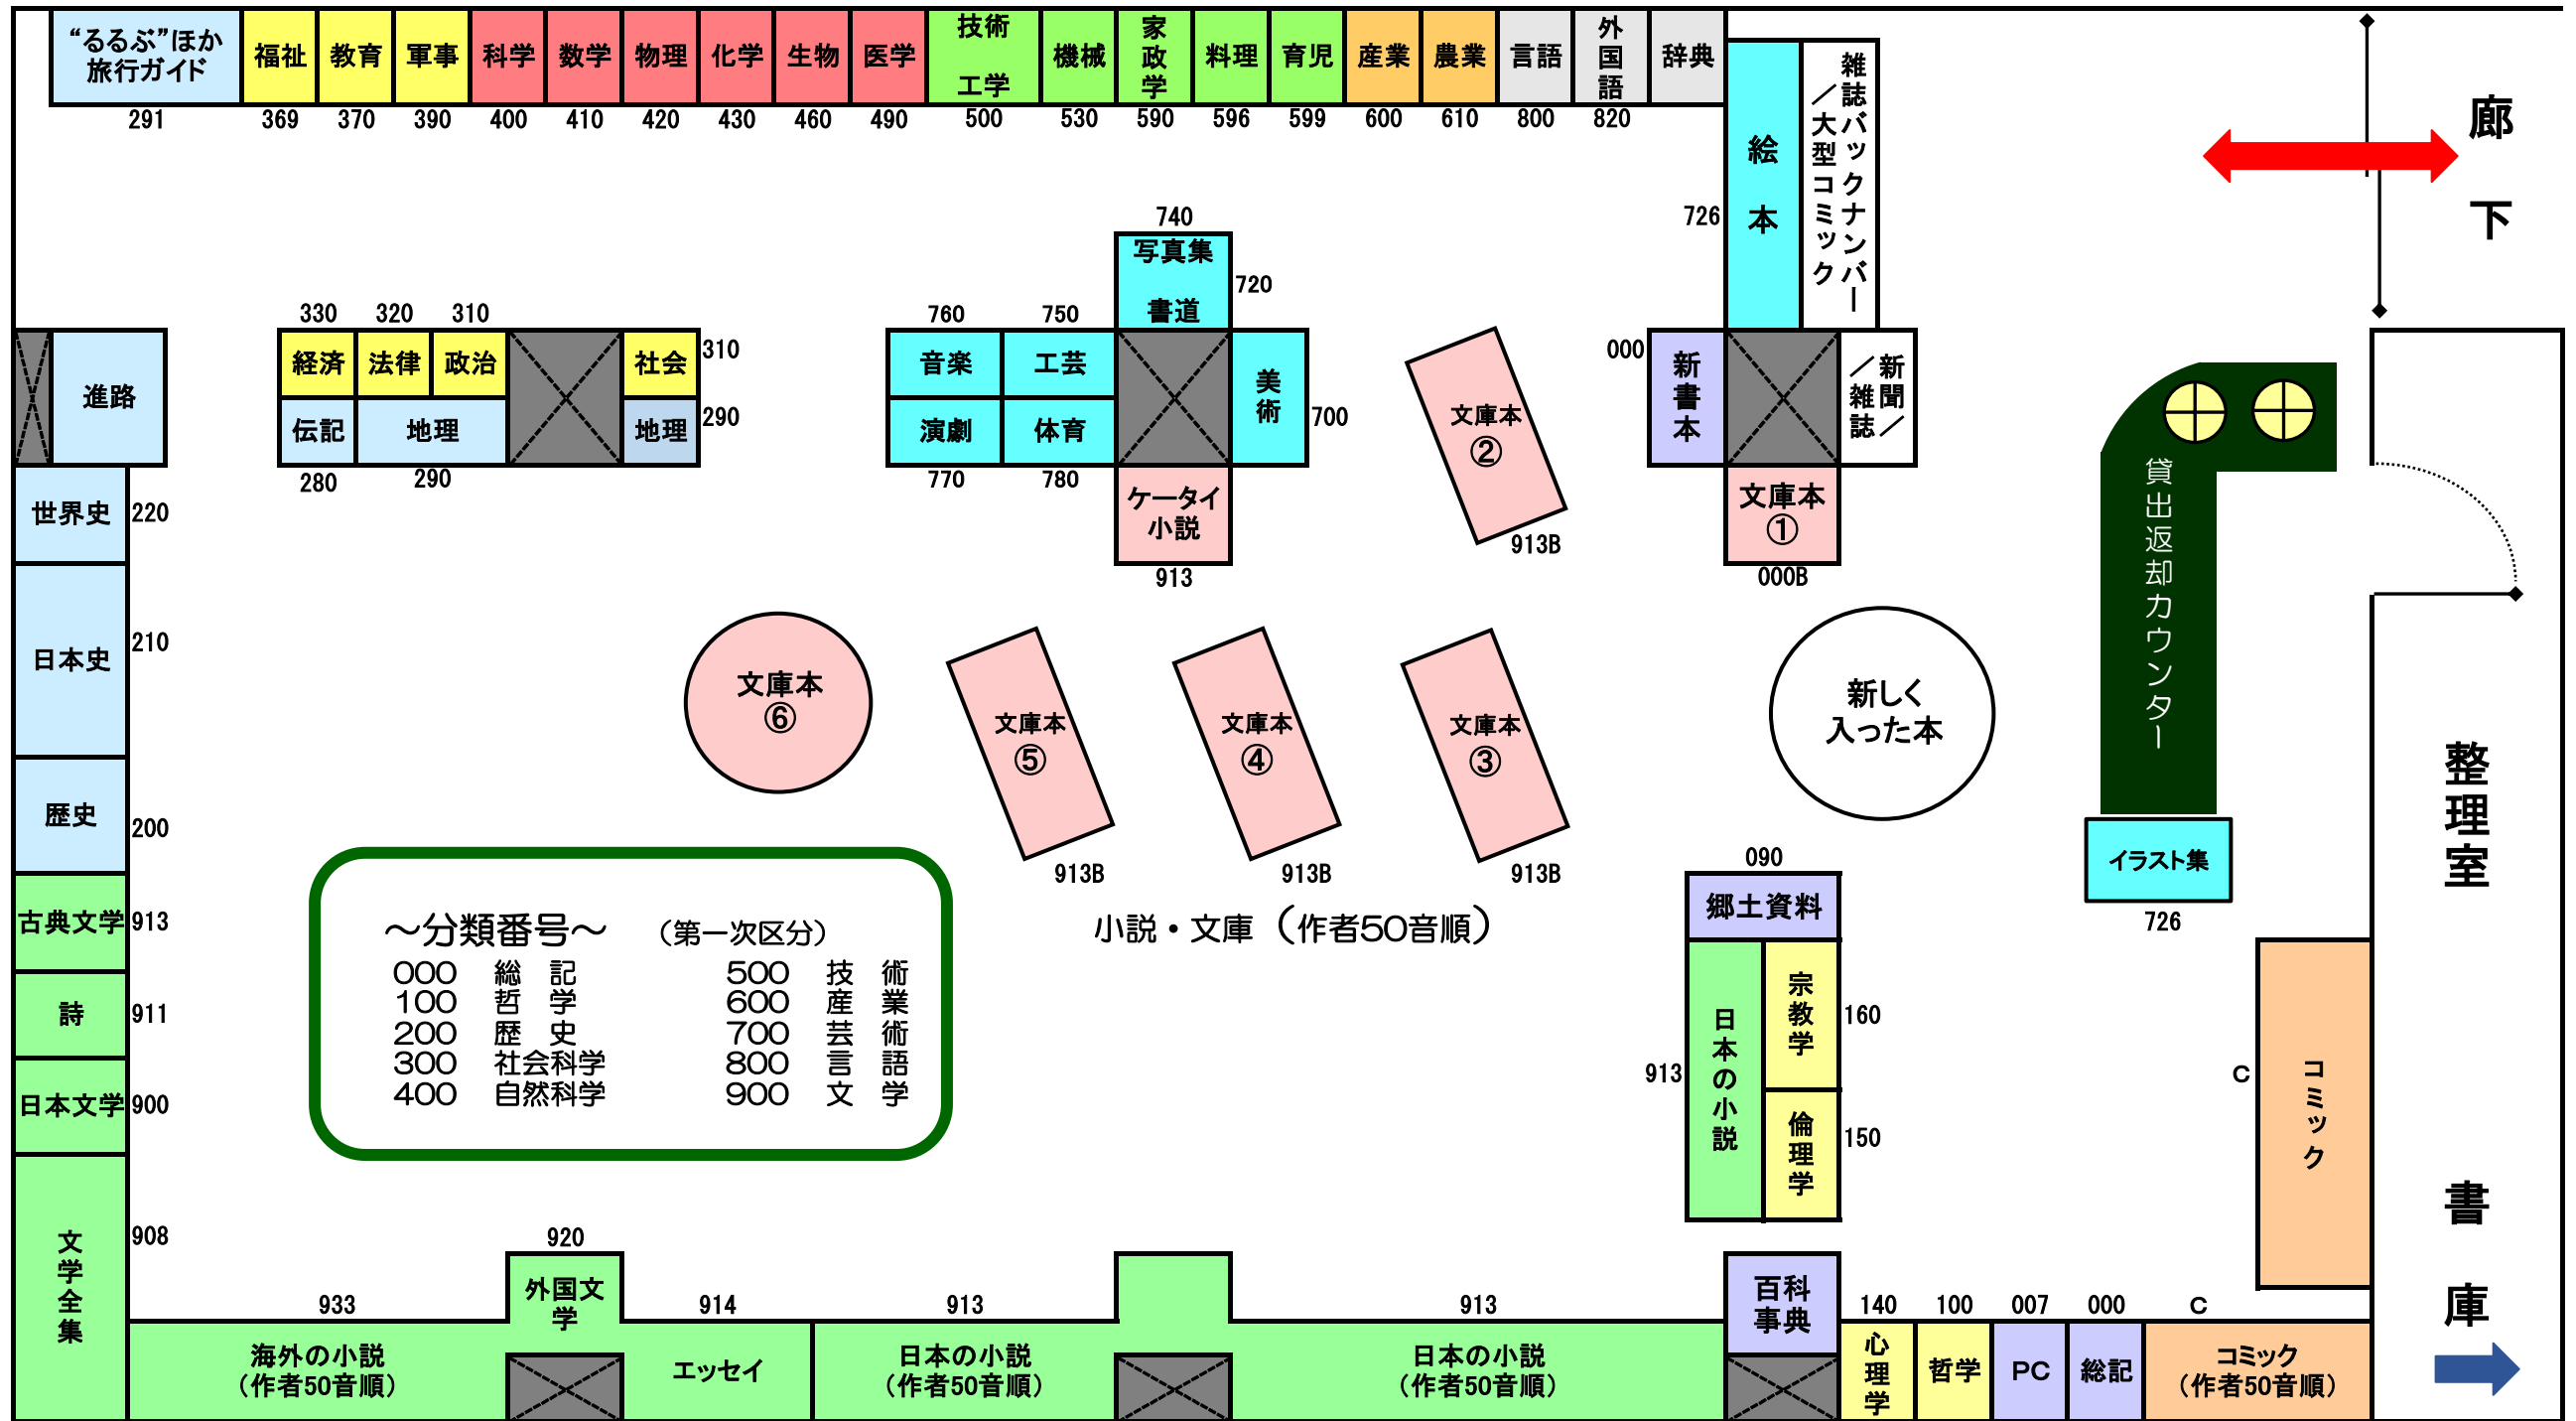 “るるぶ”ほか
旅行ガイド
福祉
教育
軍事
科学
数学
物理
化学
生物
医学
技術
工学
機械
家政学
料理
育児
産業
農業
言語
外国語
辞典
291
369
370
390
400
410
420
430
460
490
500
530
590
596
599
600
610
800
820
絵本
726
雑誌バックナンバー
／大型コミック
廊下
740
写真集
書道
720
330
320
310
経済
法律
政治
社会
310
伝記
地理
地理
290
280
290
760
750
音楽
工芸
演劇
体育
770
780
美術
700
ケータイ
小説
913
文庫本
②
913B
000
新書本
新聞／
／雑誌
文庫本
①
000B
貸出返却カウンター
進路
世界史
220
日本史
210
歴史
200
古典文学
913
詩
911
日本文学
900
文学全集
908
文庫本
⑥
文庫本
⑤
913B
文庫本
④
913B
文庫本
③
913B
新しく
入った本
イラスト集
726
整理室
小説・文庫（作者50音順）
～分類番号～　（第一次区分）
000　総　記　500　技　術
100　哲　学　600　産　業
200　歴　史　700　芸　術
300　社会科学　800　言　語
400　自然科学　900　文　学
090
郷土資料
日本の小説
913
宗教学
160
倫理学
150
C
コミック
書庫
933
海外の小説
（作者50音順）
920
外国文
学
914
エッセイ
913
日本の小説
（作者50音順）
913
日本の小説
（作者50音順）
百科
事典
140
100
007
000
C
心理学
哲学
PC
総記
コミック
（作者50音順）